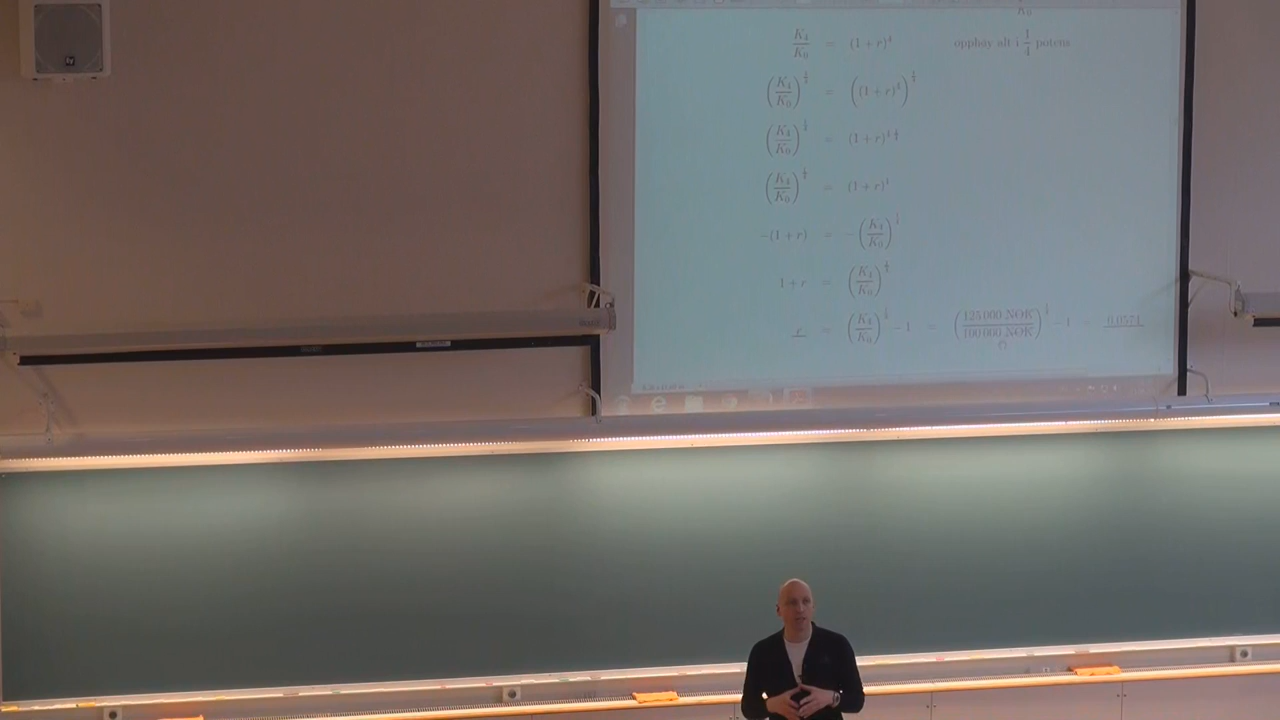 K₀
K₄/K₀ = (1 + r)⁴ opphøy alt i 1/4 potens
(K₄/K₀)^(1/4) = ((1 + r)⁴)^(1/4)
(K₄/K₀)^(1/4) = (1 + r)^(4·1/4)
(K₄/K₀)^(1/4) = (1 + r)¹
-(1 + r) = -(K₄/K₀)^(1/4)
1 + r = (K₄/K₀)^(1/4)
r = (K₄/K₀)^(1/4) - 1 = (125 000 NOK/100 000 NOK)^(1/4) - 1 = 0.0574